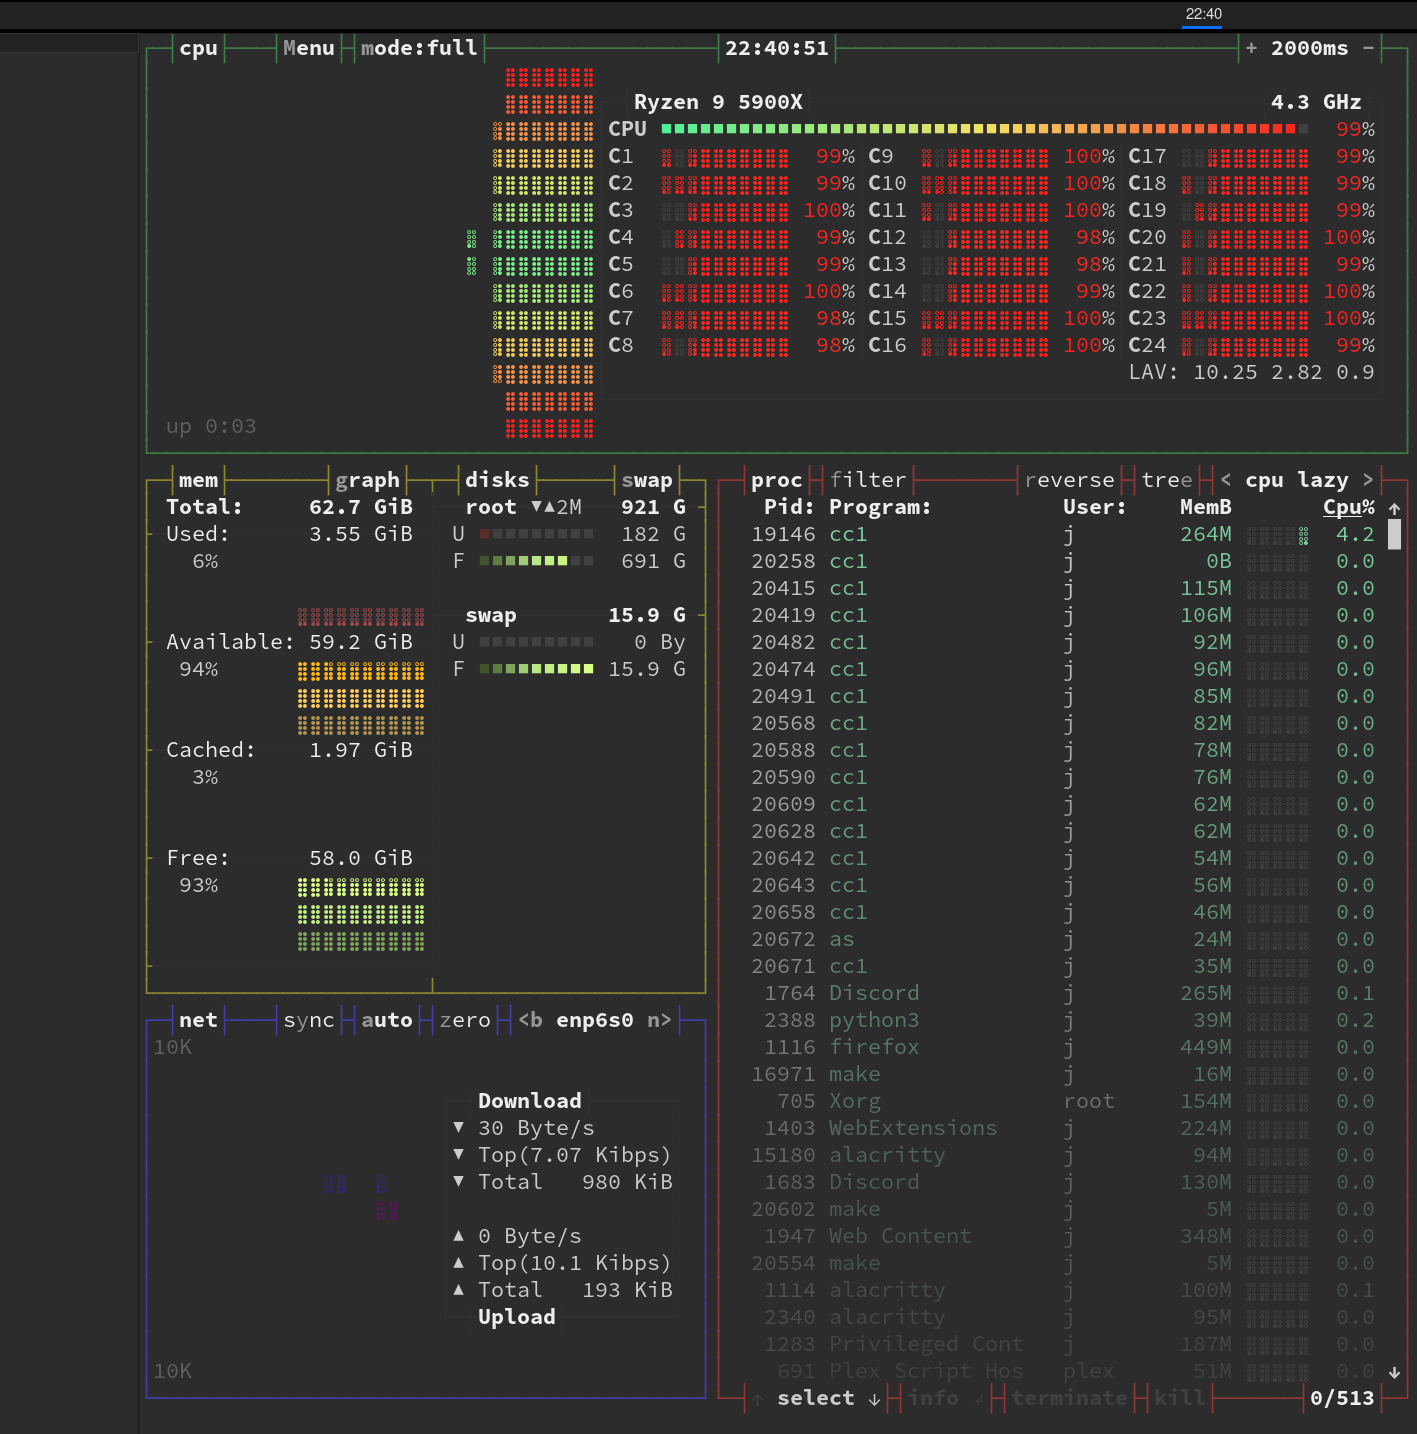 22:40
cpu Menu mode:full 22:40:51 + 2000ms -
Ryzen 9 5900X 4.3 GHz
CPU 99%
C1 99% C9 100% C17 99%
C2 99% C10 100% C18 99%
C3 100% C11 100% C19 99%
C4 99% C12 98% C20 100%
C5 99% C13 98% C21 99%
C6 100% C14 99% C22 100%
C7 98% C15 100% C23 100%
C8 98% C16 100% C24 99%
LAV: 10.25 2.82 0.9
up 0:03
mem graph disks swap
Total: 62.7 GiB root ▼▲2M 921 G
Used: 3.55 GiB U 182 G
6% F 691 G
swap 15.9 G
Available: 59.2 GiB U 0 By
94% F 15.9 G
Cached: 1.97 GiB
3%
Free: 58.0 GiB
93%
net sync auto zero <b enp6s0 n>
10K
Download
▼ 30 Byte/s
▼ Top(7.07 Kibps)
▼ Total 980 KiB
▲ 0 Byte/s
▲ Top(10.1 Kibps)
▲ Total 193 KiB
Upload
10K
proc filter reverse tree < cpu lazy >
Pid: Program: User: MemB Cpu% ↑
19146 cc1 j 264M 4.2
20258 cc1 j 0B 0.0
20415 cc1 j 115M 0.0
20419 cc1 j 106M 0.0
20482 cc1 j 92M 0.0
20474 cc1 j 96M 0.0
20491 cc1 j 85M 0.0
20568 cc1 j 82M 0.0
20588 cc1 j 78M 0.0
20590 cc1 j 76M 0.0
20609 cc1 j 62M 0.0
20628 cc1 j 62M 0.0
20642 cc1 j 54M 0.0
20643 cc1 j 56M 0.0
20658 cc1 j 46M 0.0
20672 as j 24M 0.0
20671 cc1 j 35M 0.0
1764 Discord j 265M 0.1
2388 python3 j 39M 0.2
1116 firefox j 449M 0.0
16971 make j 16M 0.0
705 Xorg root 154M 0.0
1403 WebExtensions j 224M 0.0
15180 alacritty j 94M 0.0
1683 Discord j 130M 0.0
20602 make j 5M 0.0
1947 Web Content j 348M 0.0
20554 make j 5M 0.0
1114 alacritty j 100M 0.1
2340 alacritty j 95M 0.0
1283 Privileged Cont j 187M 0.0
691 Plex Script Hos plex 51M 0.0 ↓
↑ select ↓ info ↲ terminate kill 0/513